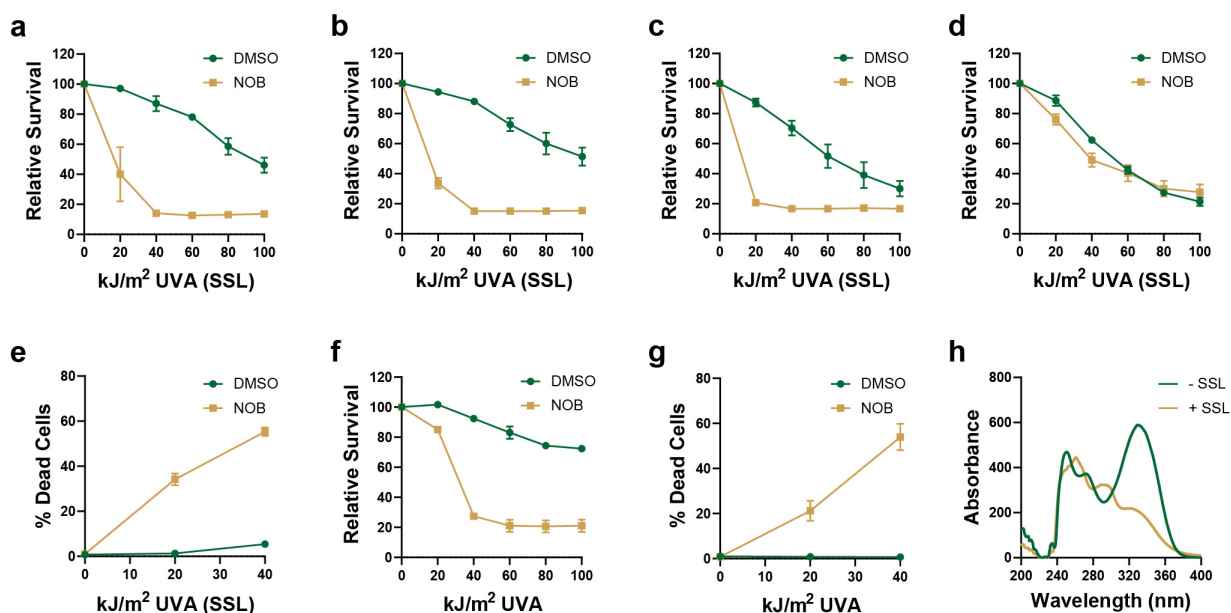 a
120
100
80
60
40
20
0
Relative Survival
DMSO
NOB
0 20 40 60 80 100
kJ/m² UVA (SSL)
b
120
100
80
60
40
20
0
Relative Survival
DMSO
NOB
0 20 40 60 80 100
kJ/m² UVA (SSL)
c
120
100
80
60
40
20
0
Relative Survival
DMSO
NOB
0 20 40 60 80 100
kJ/m² UVA (SSL)
d
120
100
80
60
40
20
0
Relative Survival
DMSO
NOB
0 20 40 60 80 100
kJ/m² UVA (SSL)
e
80
60
40
20
0
% Dead Cells
DMSO
NOB
0 20 40
kJ/m² UVA (SSL)
f
120
100
80
60
40
20
0
Relative Survival
DMSO
NOB
0 20 40 60 80 100
kJ/m² UVA
g
80
60
40
20
0
% Dead Cells
DMSO
NOB
0 20 40
kJ/m² UVA
h
800
600
400
200
0
Absorbance
- SSL
+ SSL
200 240 280 320 360 400
Wavelength (nm)